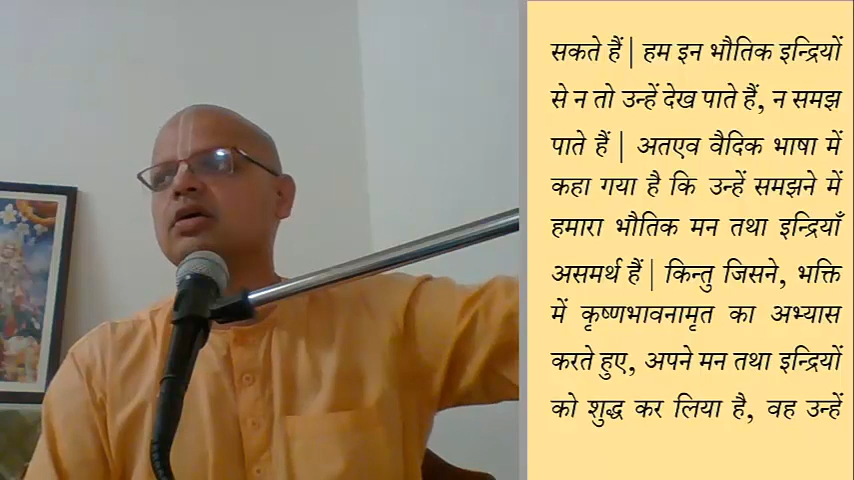 सकते हैं | हम इन भौतिक इन्द्रियों
से न तो उन्हें देख पाते हैं, न समझ
पाते हैं | अतएव वैदिक भाषा में
कहा गया है कि उन्हें समझने में
हमारा भौतिक मन तथा इन्द्रियाँ
असमर्थ हैं | किन्तु जिसने, भक्ति
में कृष्णभावनामृत का अभ्यास
करते हुए, अपने मन तथा इन्द्रियों
को शुद्ध कर लिया है, वह उन्हें